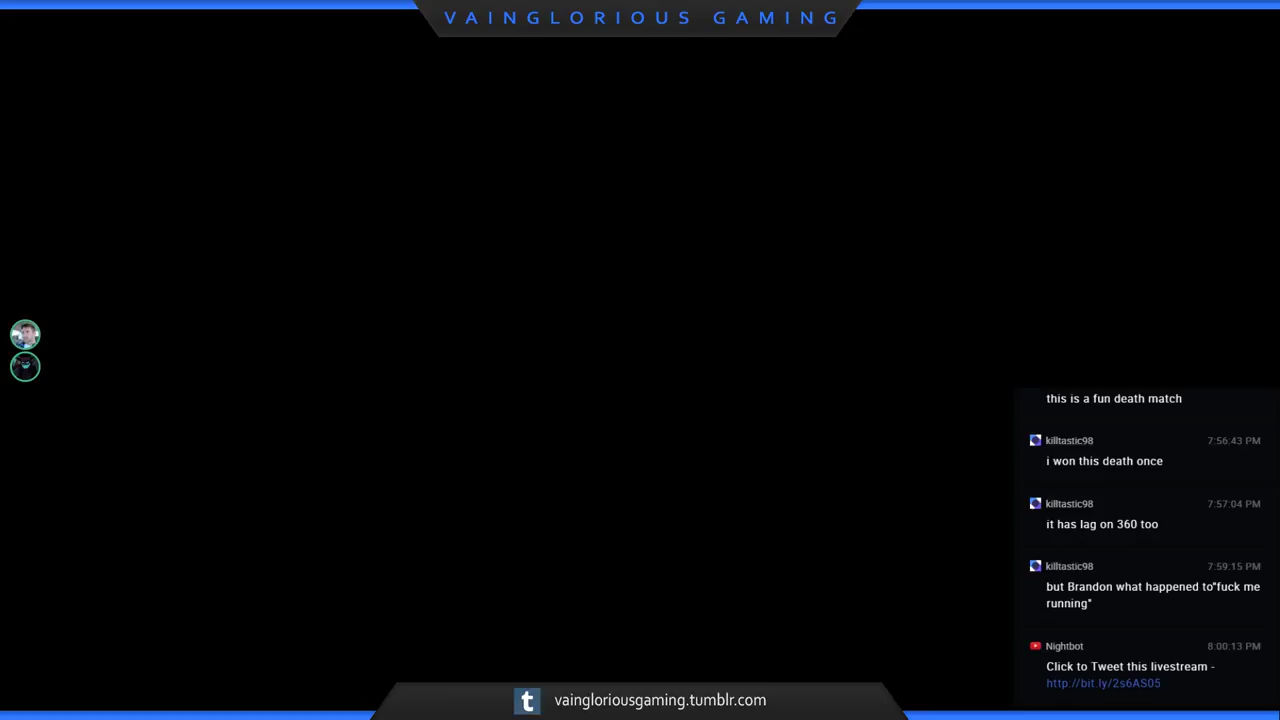 VAINGLORIOUS GAMING
this is a fun death match
killtastic98 7:56:43 PM
i won this death once
killtastic98 7:57:04 PM
it has lag on 360 too
killtastic98 7:59:15 PM
but Brandon what happened to"fuck me
running"
Nightbot 8:00:13 PM
Click to Tweet this livestream -
http://bit.ly/2s6AS05
t vaingloriousgaming.tumblr.com